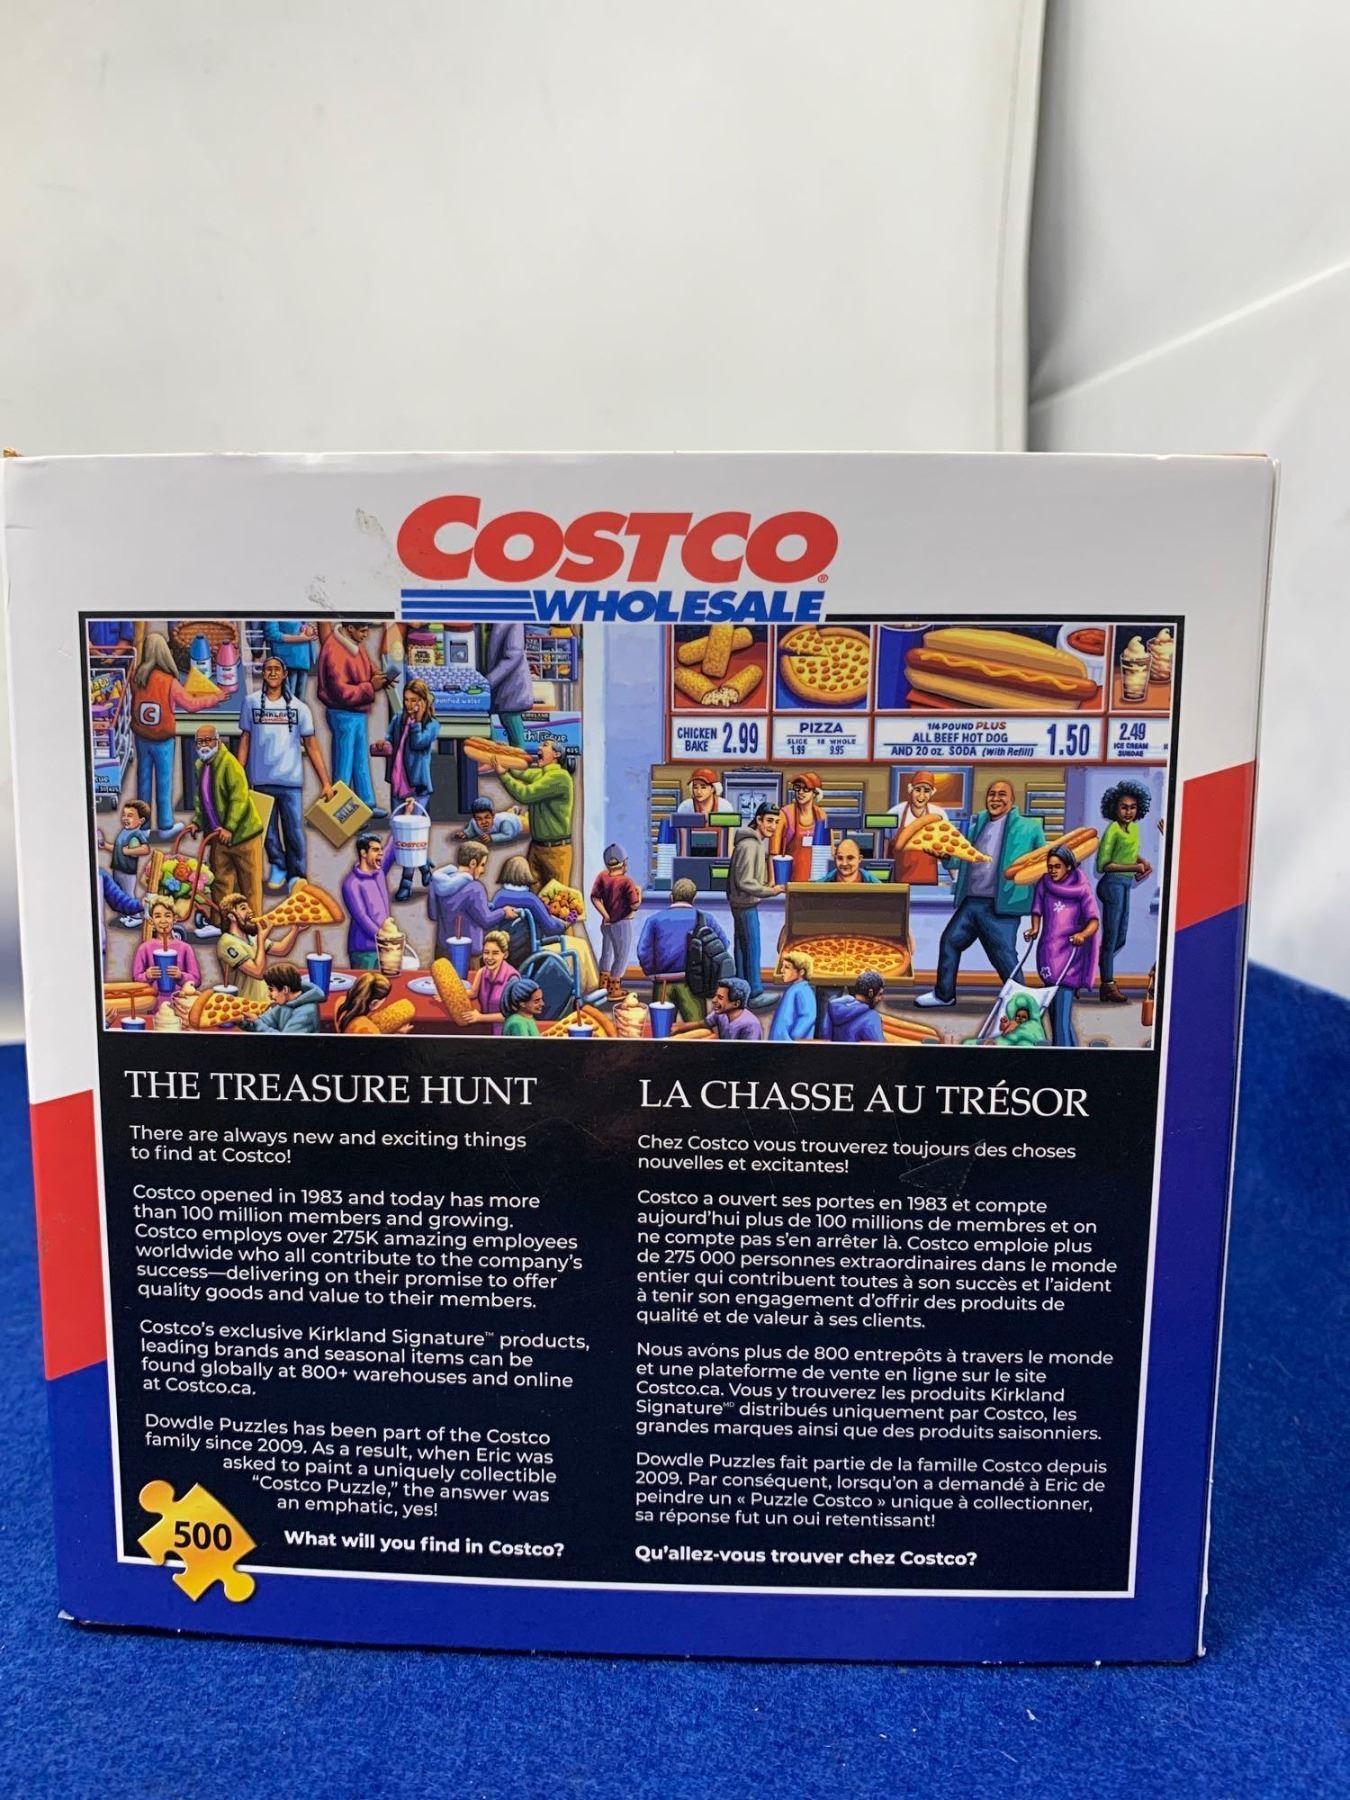 COSTCO
WHOLESALE
CHICKEN
BAKE
2.99
PIZZA
SLICE 18 WHOLE
1.99 9.95
1/4 POUND PLUS
ALL BEEF HOT DOG
AND 20 oz. SODA (With Refill)
1.50
2.49
ICE CREAM
SUNDAE
KIRKLAND
purified water
COSTCO
THE TREASURE HUNT
There are always new and exciting things
to find at Costco!
Costco opened in 1983 and today has more
than 100 million members and growing.
Costco employs over 275K amazing employees
worldwide who all contribute to the company's
success—delivering on their promise to offer
quality goods and value to their members.
Costco's exclusive Kirkland Signature™ products,
leading brands and seasonal items can be
found globally at 800+ warehouses and online
at Costco.ca.
Dowdle Puzzles has been part of the Costco
family since 2009. As a result, when Eric was
asked to paint a uniquely collectible
"Costco Puzzle," the answer was
an emphatic, yes!
What will you find in Costco?
500
LA CHASSE AU TRÉSOR
Chez Costco vous trouverez toujours des choses
nouvelles et excitantes!
Costco a ouvert ses portes en 1983 et compte
aujourd'hui plus de 100 millions de membres et on
ne compte pas s'en arrêter là. Costco emploie plus
de 275 000 personnes extraordinaires dans le monde
entier qui contribuent toutes à son succès et l'aident
à tenir son engagement d'offrir des produits de
qualité et de valeur à ses clients.
Nous avons plus de 800 entrepôts à travers le monde
et une plateforme de vente en ligne sur le site
Costco.ca. Vous y trouverez les produits Kirkland
Signature MD distribués uniquement par Costco, les
grandes marques ainsi que des produits saisonniers.
Dowdle Puzzles fait partie de la famille Costco depuis
2009. Par conséquent, lorsqu'on a demandé à Eric de
peindre un « Puzzle Costco » unique à collectionner,
sa réponse fut un oui retentissant!
Qu'allez-vous trouver chez Costco?